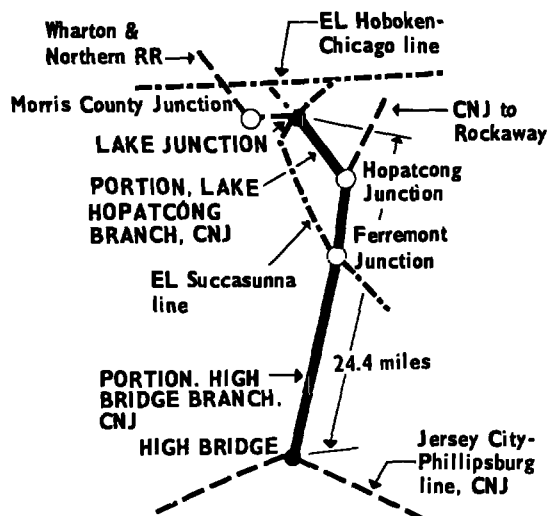 Wharton &
Northern RR
EL Hoboken-
Chicago line
Morris County Junction
CNJ to
Rockaway
LAKE JUNCTION
PORTION, LAKE
HOPATCONG
BRANCH, CNJ
Hopatcong
Junction
Ferremont
Junction
EL Succasunna
line
24.4 miles
PORTION. HIGH
BRIDGE BRANCH.
CNJ
HIGH BRIDGE
Jersey City-
Phillipsburg
line, CNJ